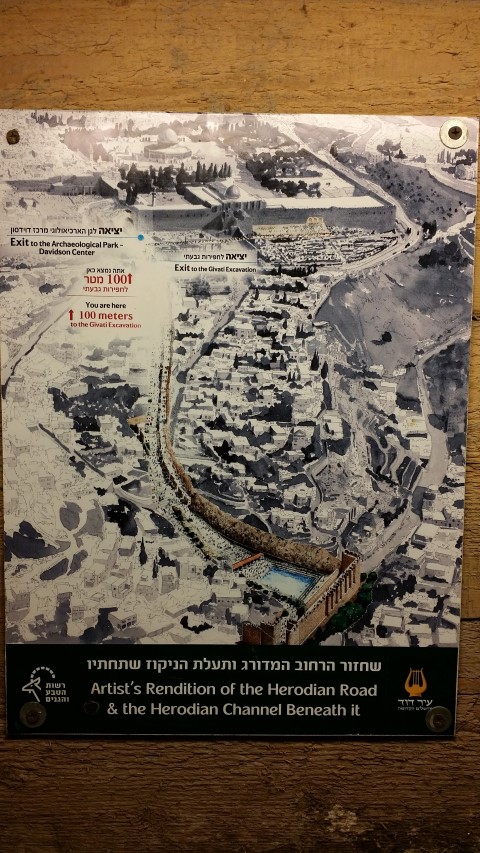 יציאה לגן הארכיאולוגי מרכז דוידסון
Exit to the Archaeological Park -
Davidson Center
יציאה לחפירות גבעתי
Exit to the Givati Excavation
אתה נמצא כאן
100 מטר
לחפירות גבעתי
You are here
100 meters
to the Givati Excavation
שחזור הרחוב המדורג ותעלת הניקוז שתחתיו
Artist's Rendition of the Herodian Road
& the Herodian Channel Beneath it
רשות
הטבע
והגנים
עיר דוד